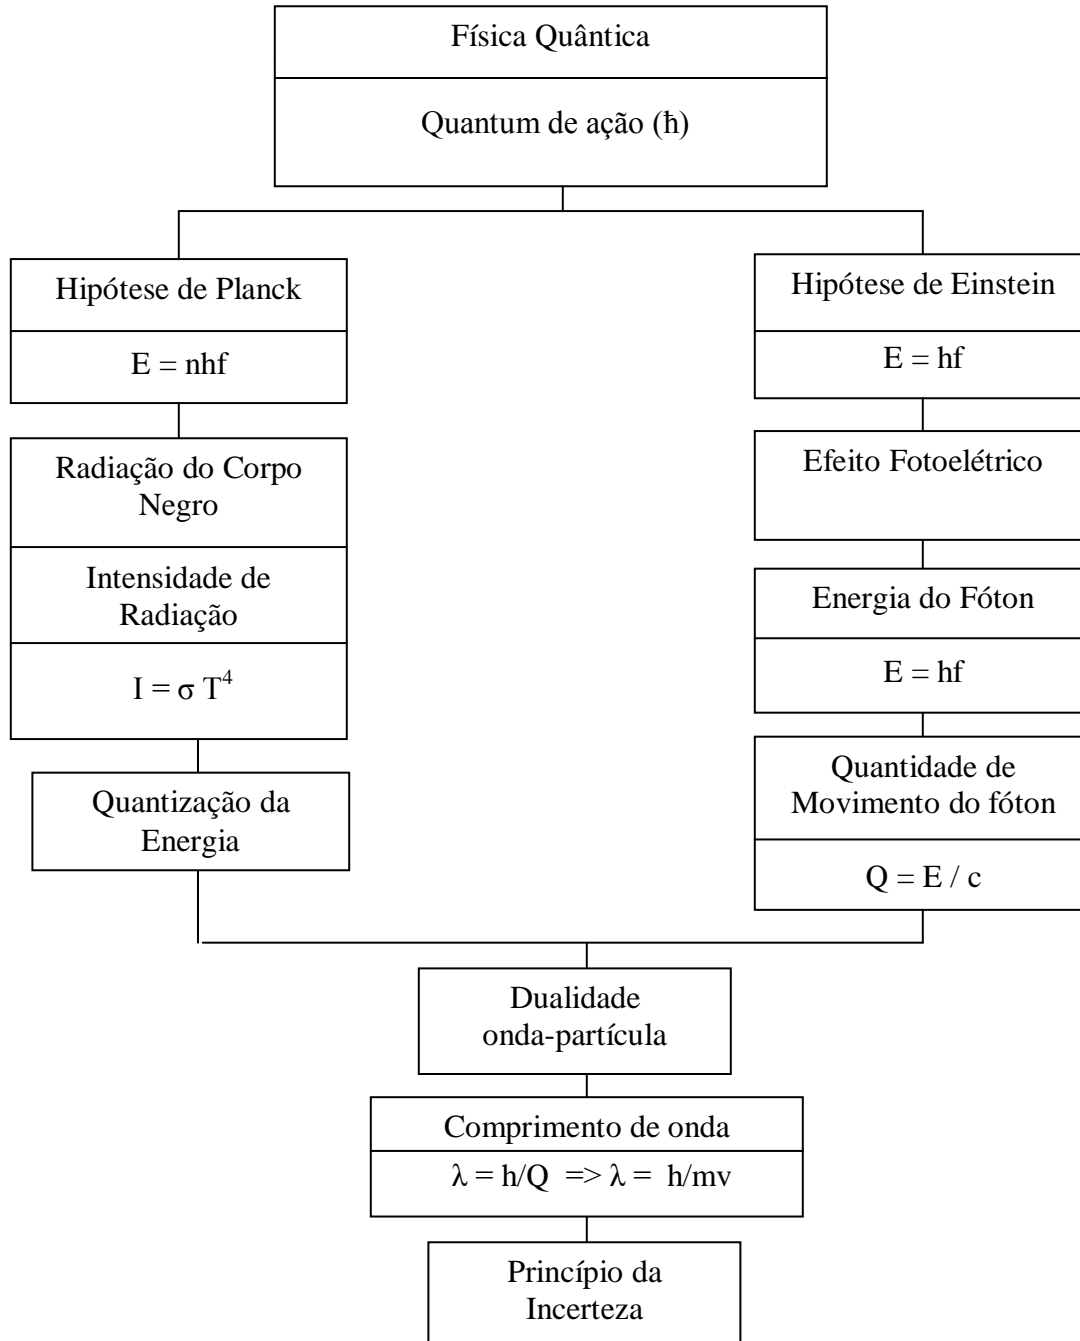 Física Quântica
Quantum de ação (ħ)
Hipótese de Planck
E = nhf
Radiação do Corpo
Negro
Intensidade de
Radiação
I = σ T⁴
Quantização da
Energia
Hipótese de Einstein
E = hf
Efeito Fotoelétrico
Energia do Fóton
E = hf
Quantidade de
Movimento do fóton
Q = E / c
Dualidade
onda-partícula
Comprimento de onda
λ = h/Q => λ = h/mv
Princípio da
Incerteza